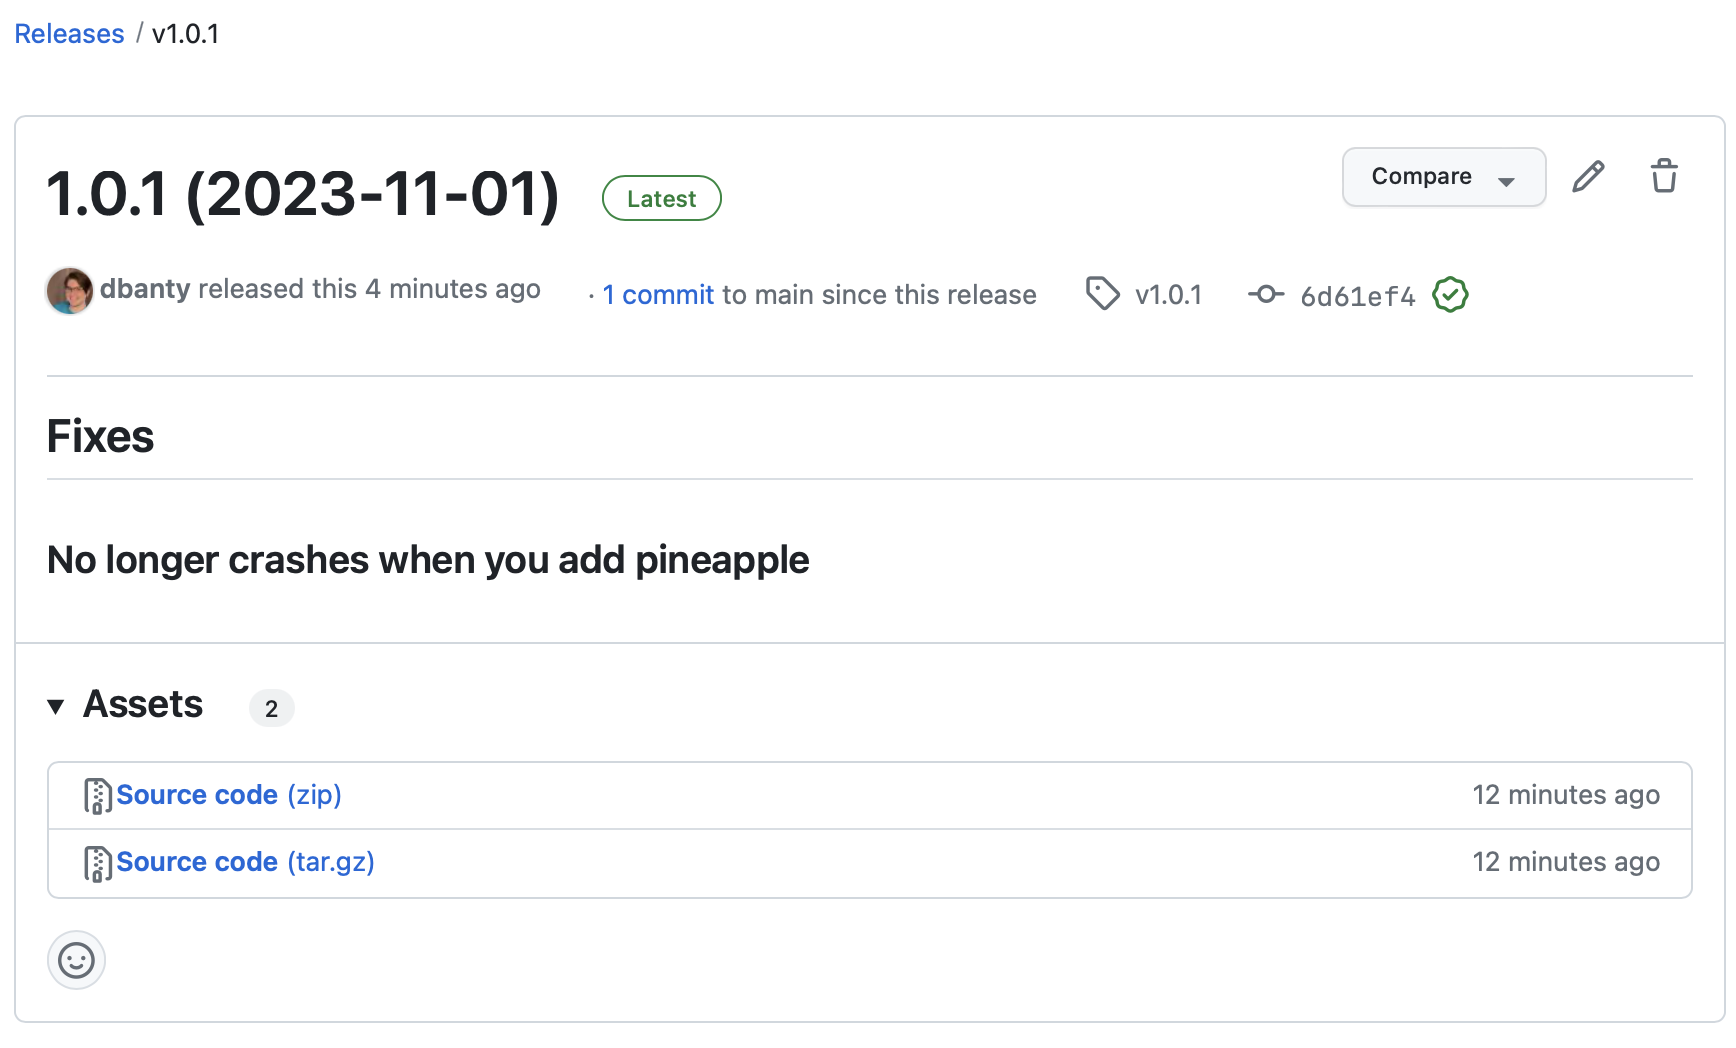 Releases / v1.0.1
1.0.1 (2023-11-01) Latest Compare
dbanty released this 4 minutes ago · 1 commit to main since this release v1.0.1 6d61ef4
Fixes
No longer crashes when you add pineapple
Assets 2
Source code (zip) 12 minutes ago
Source code (tar.gz) 12 minutes ago